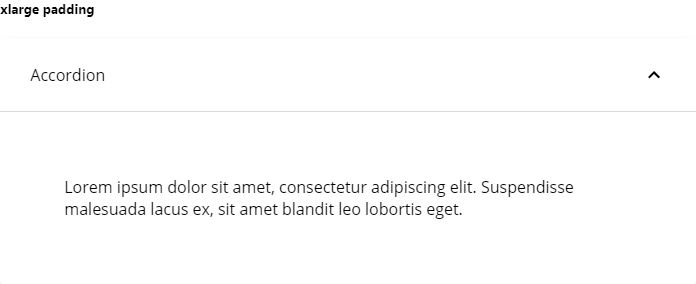 xlarge padding
Accordion
Lorem ipsum dolor sit amet, consectetur adipiscing elit. Suspendisse
malesuada lacus ex, sit amet blandit leo lobortis eget.